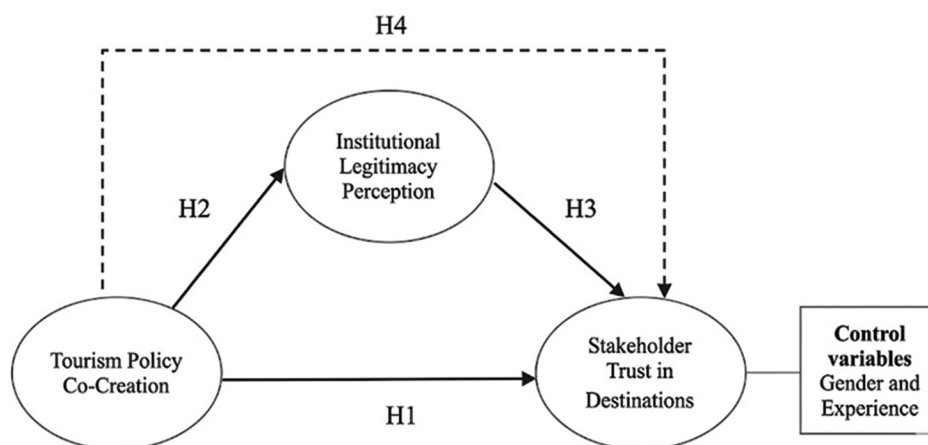 H4
Institutional
Legitimacy
Perception
H2
H3
Tourism Policy
Co-Creation
H1
Stakeholder
Trust in
Destinations
Control
variables
Gender and
Experience